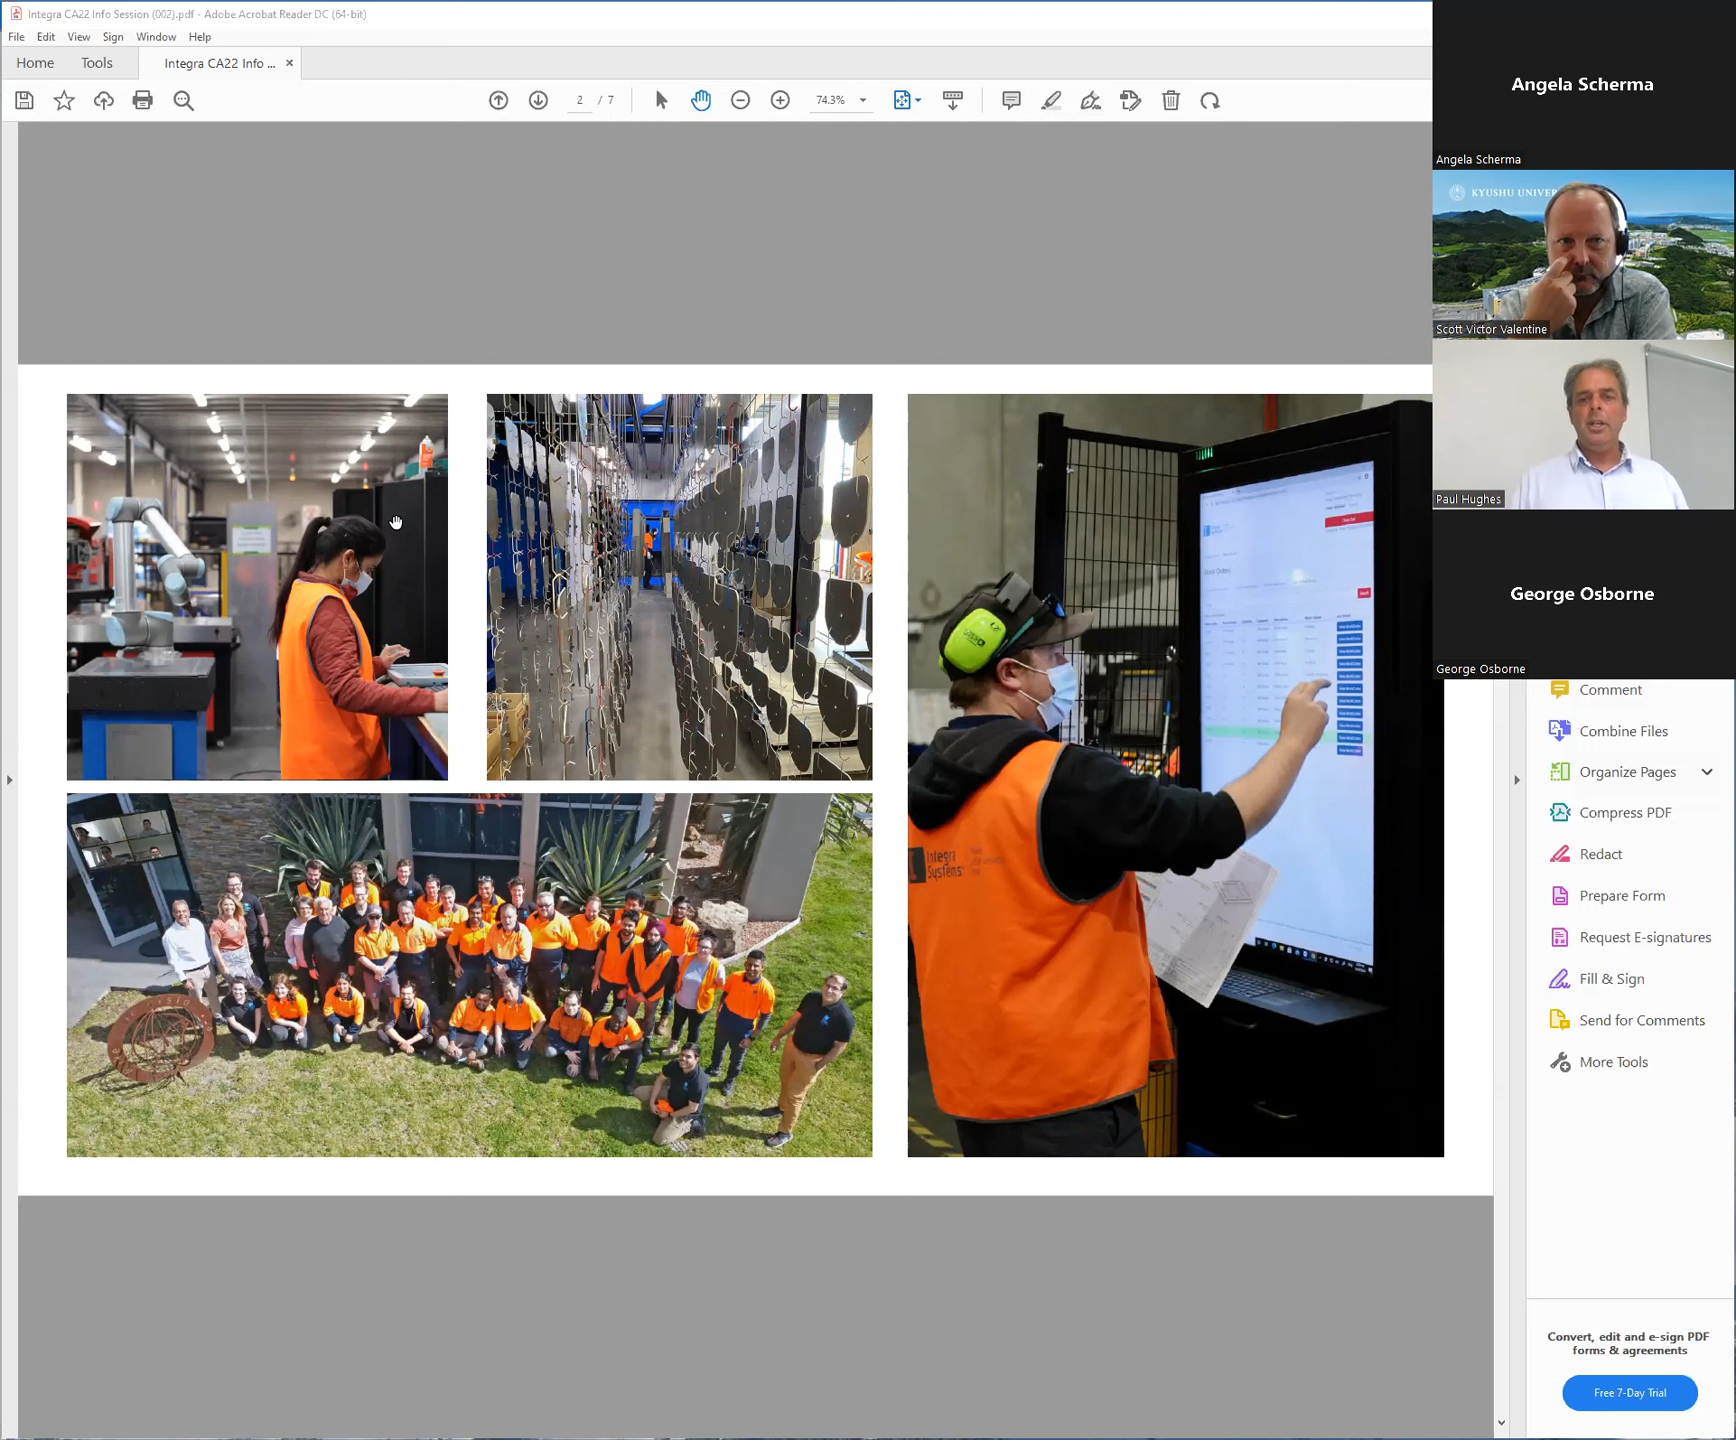 Integra CA22 Info Session (002).pdf - Adobe Acrobat Reader DC (64-bit)
File Edit View Sign Window Help
Home Tools Integra CA22 Info ... ×
2 / 7 74.3%
Angela Scherma
Angela Scherma
KYUSHU UNIVER
Scott Victor Valentine
Paul Hughes
George Osborne
George Osborne
Integra
Systems
Comment
Combine Files
Organize Pages
Compress PDF
Redact
Prepare Form
Request E-signatures
Fill & Sign
Send for Comments
More Tools
Convert, edit and e-sign PDF
forms & agreements
Free 7-Day Trial